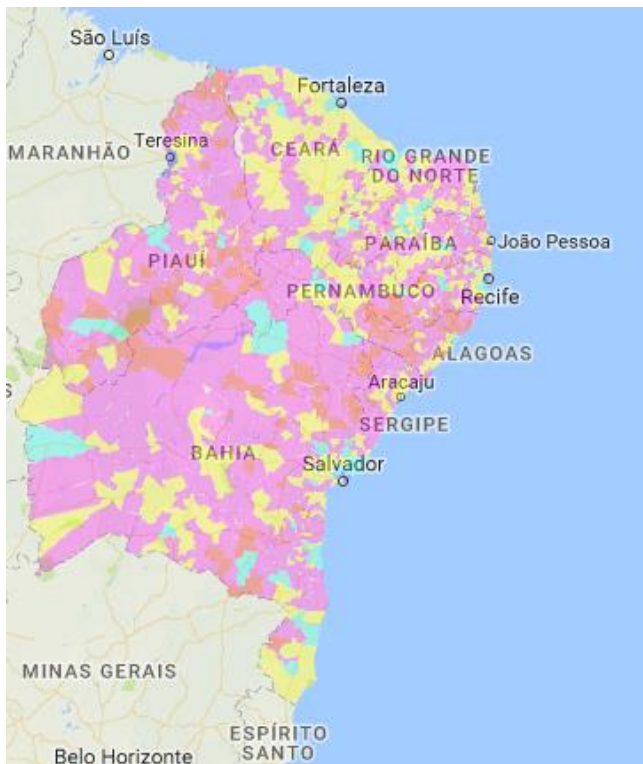 São Luís
Fortaleza
Teresina
MARANHÃO
CEARÁ
RIO GRANDE
DO NORTE
PARAÍBA
João Pessoa
PIAUÍ
PERNAMBUCO
Recife
ALAGOAS
Aracaju
SERGIPE
BAHIA
Salvador
MINAS GERAIS
ESPÍRITO
SANTO
Belo Horizonte